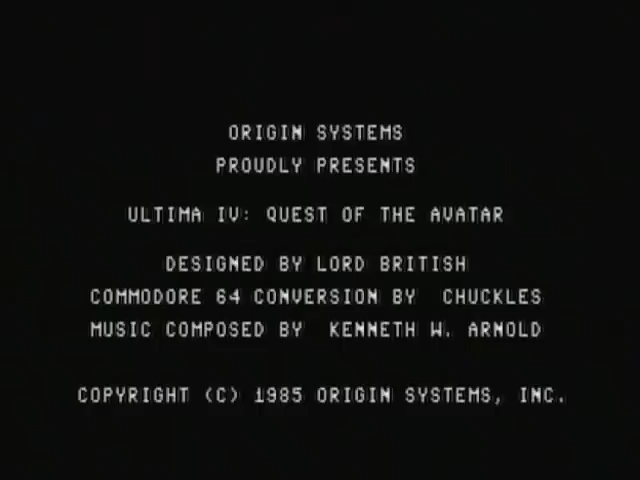 ORIGIN SYSTEMS
PROUDLY PRESENTS
ULTIMA IV: QUEST OF THE AVATAR
DESIGNED BY LORD BRITISH
COMMODORE 64 CONVERSION BY CHUCKLES
MUSIC COMPOSED BY KENNETH W. ARNOLD
COPYRIGHT (C) 1985 ORIGIN SYSTEMS, INC.